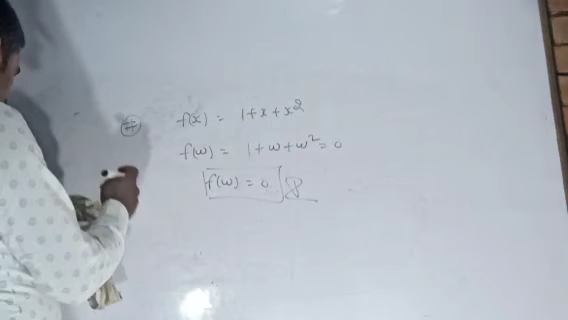 f(x) = 1+x+x²
f(ω) = 1+ω+ω²=0
f(ω) = 0